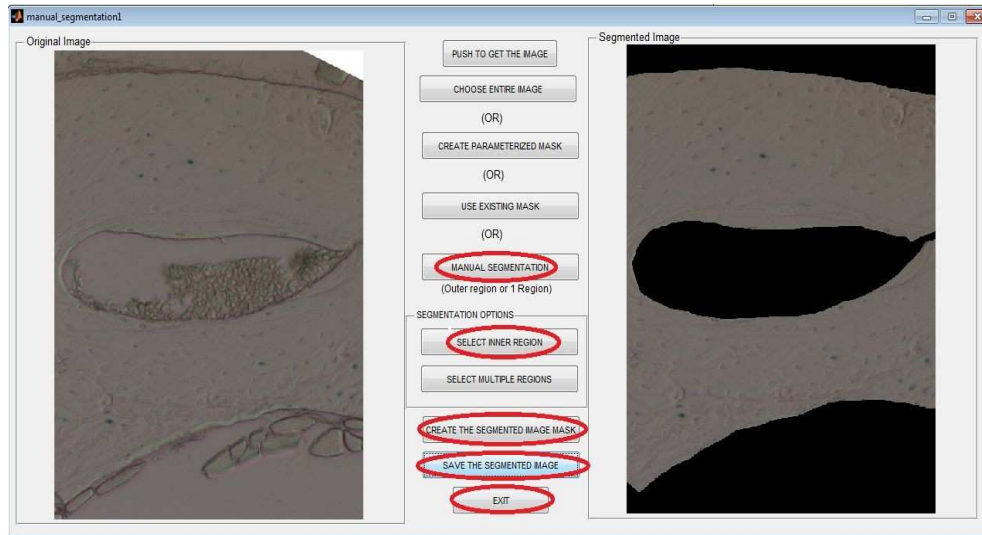 manual_segmentation1
Original Image
PUSH TO GET THE IMAGE
CHOOSE ENTIRE IMAGE
(OR)
CREATE PARAMETERIZED MASK
(OR)
USE EXISTING MASK
(OR)
MANUAL SEGMENTATION
(Outer region or 1 Region)
SEGMENTATION OPTIONS
SELECT INNER REGION
SELECT MULTIPLE REGIONS
CREATE THE SEGMENTED IMAGE MASK
SAVE THE SEGMENTED IMAGE
EXIT
Segmented Image